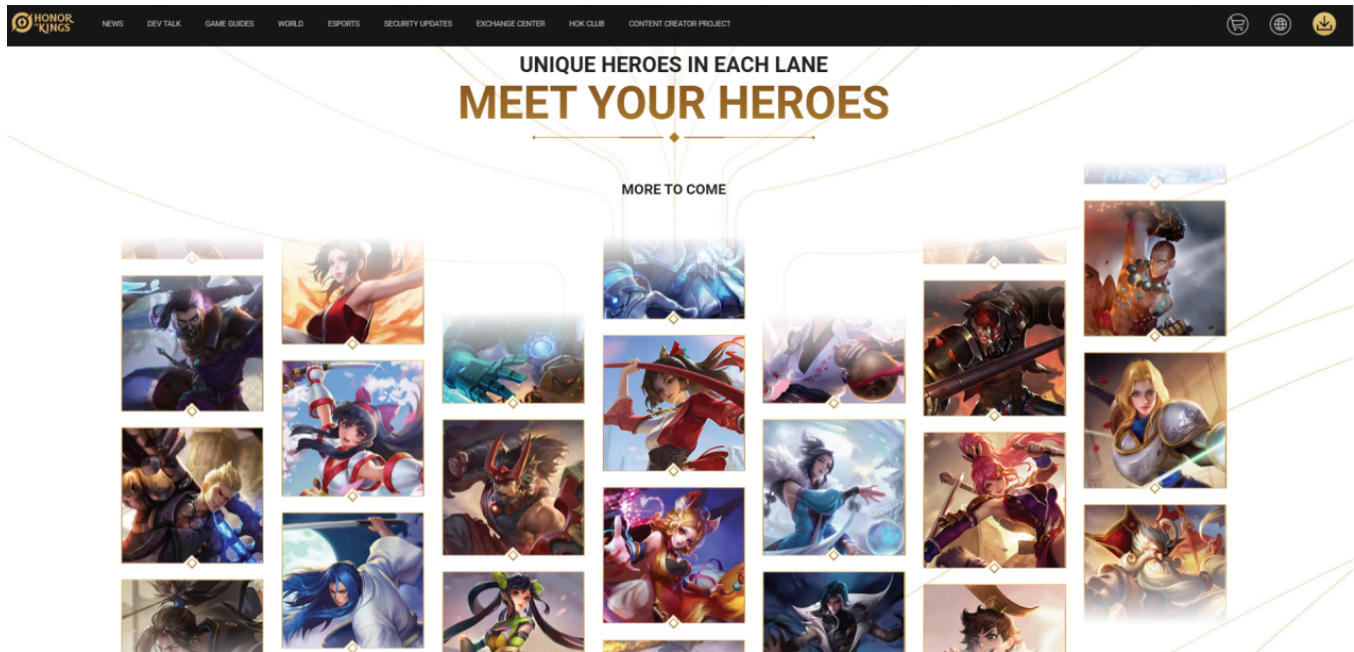 HONOR
OF KINGS
NEWS
DEV TALK
GAME GUIDES
WORLD
ESPORTS
SECURITY UPDATES
EXCHANGE CENTER
HOK CLUB
CONTENT CREATOR PROJECT
UNIQUE HEROES IN EACH LANE
MEET YOUR HEROES
MORE TO COME